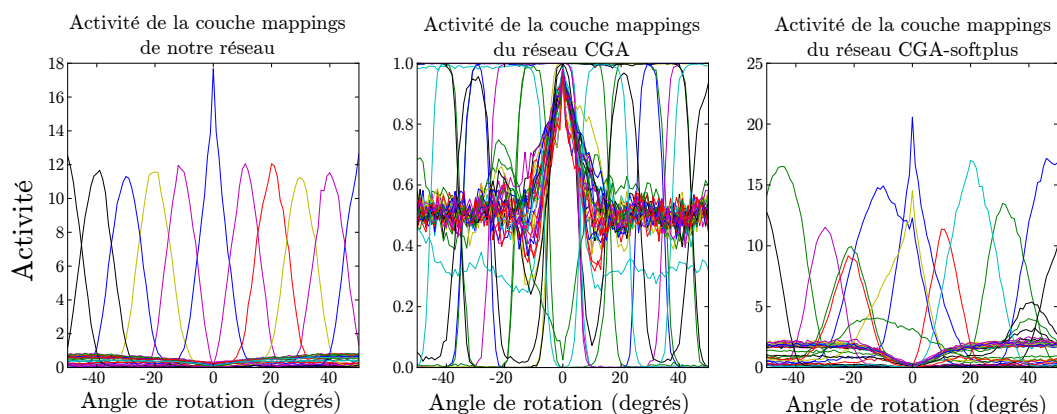 Activité de la couche mappings
de notre réseau
Activité de la couche mappings
du réseau CGA
Activité de la couche mappings
du réseau CGA-softplus
Activité
18
16
14
12
10
8
6
4
2
0
-40 -20 0 20 40
Angle de rotation (degrés)
1.0
0.8
0.6
0.4
0.2
0.0
-40 -20 0 20 40
Angle de rotation (degrés)
25
20
15
10
5
0
-40 -20 0 20 40
Angle de rotation (degrés)